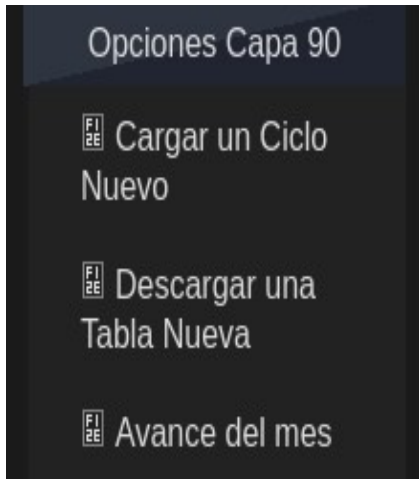 Opciones Capa 90
Cargar un Ciclo
Nuevo
Descargar una
Tabla Nueva
Avance del mes